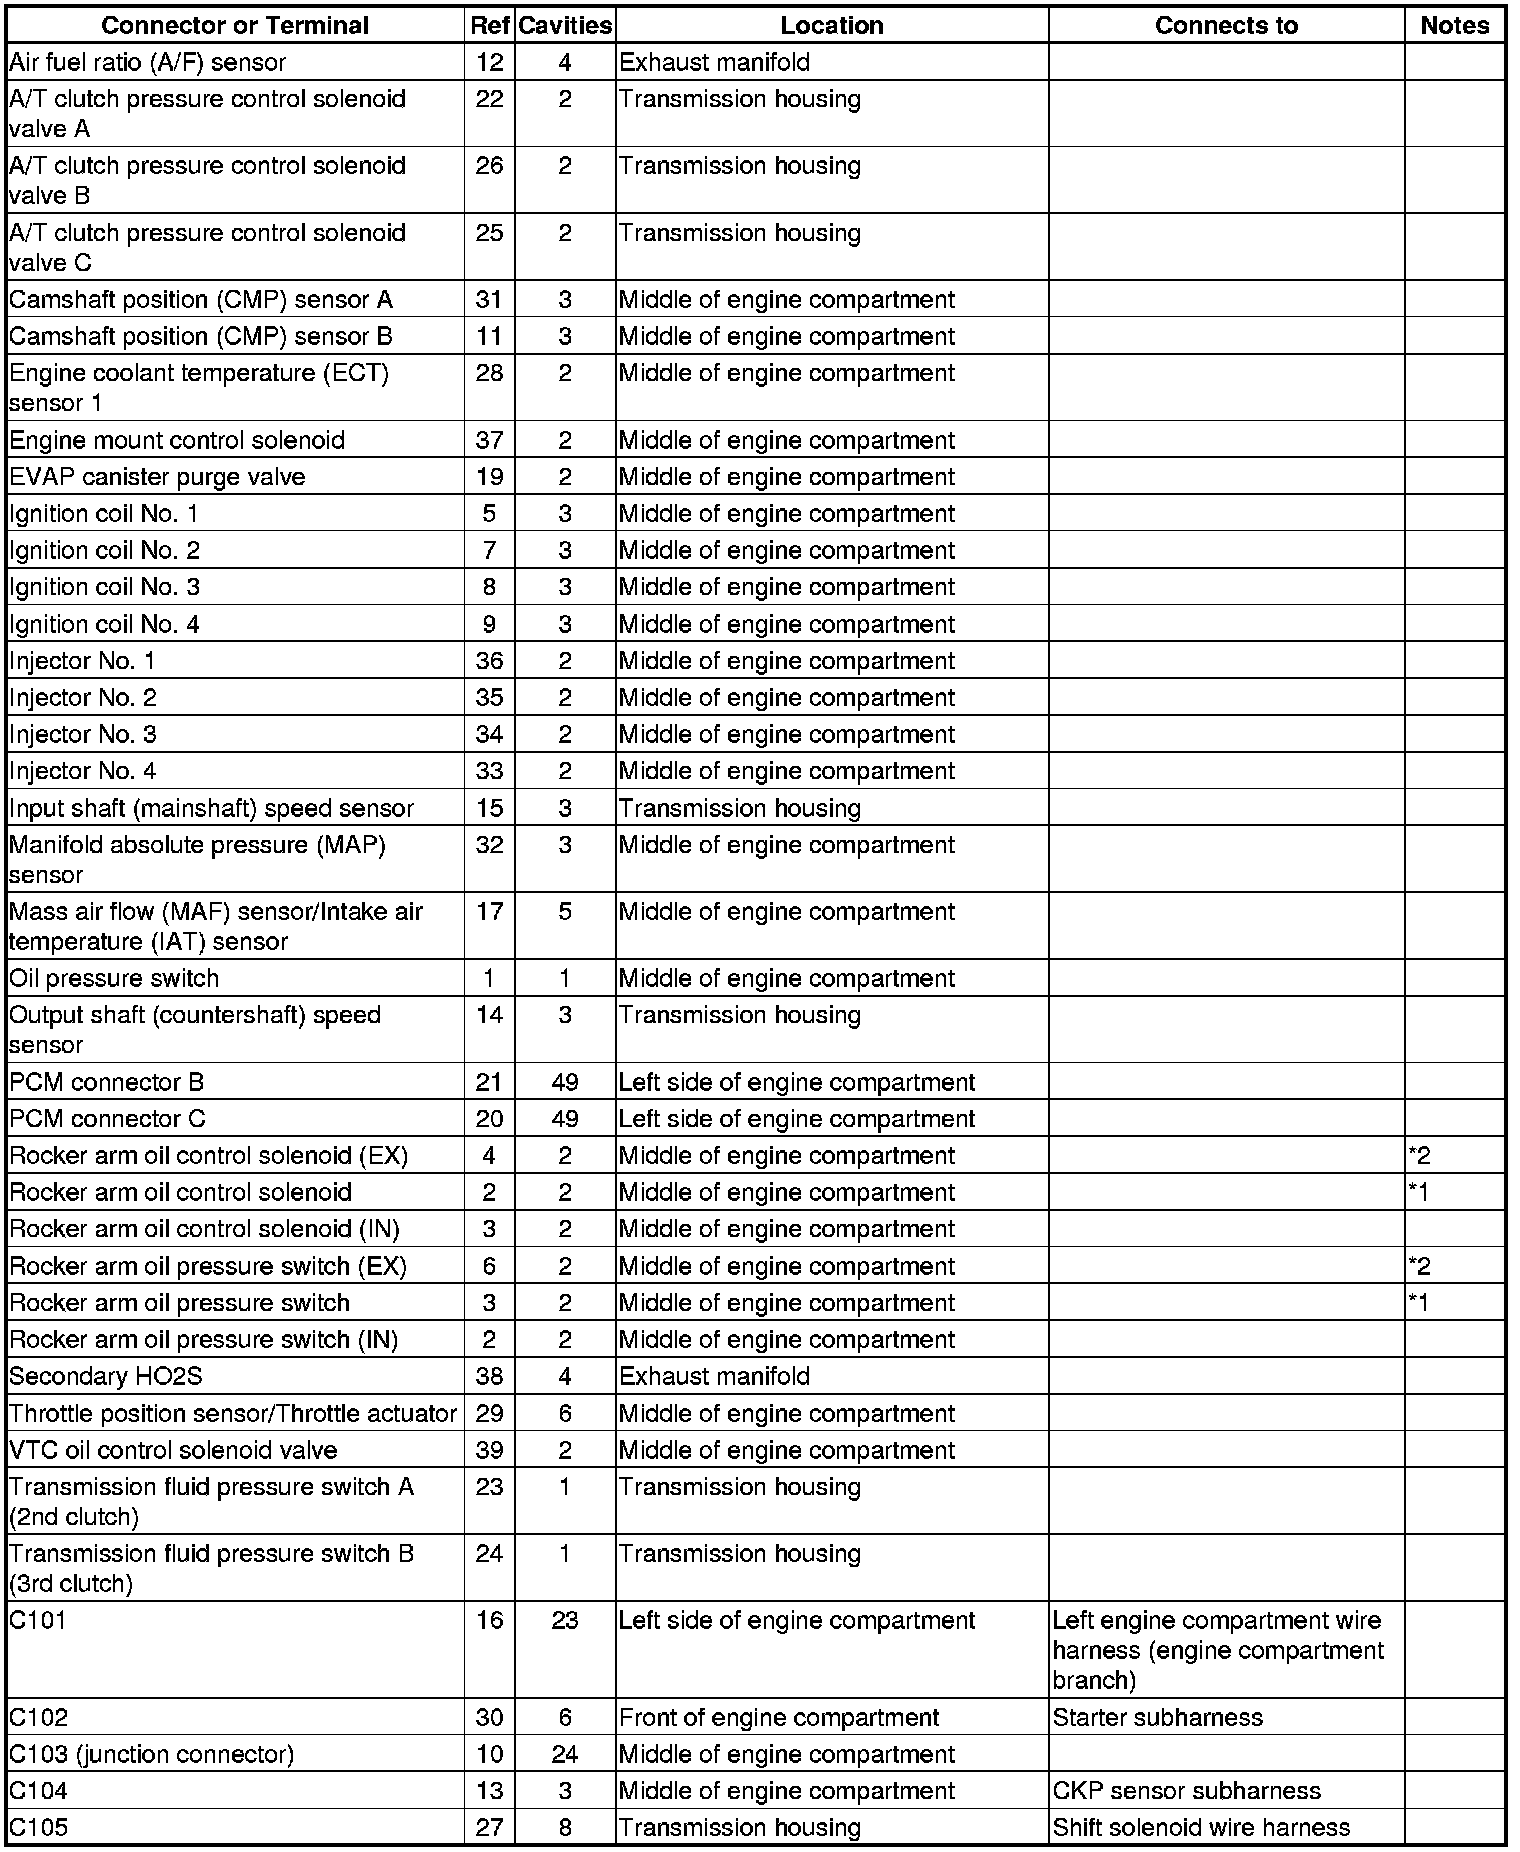 Connector or Terminal Ref Cavities Location Connects to Notes
Air fuel ratio (A/F) sensor 12 4 Exhaust manifold
A/T clutch pressure control solenoid 22 2 Transmission housing
valve A
A/T clutch pressure control solenoid 26 2 Transmission housing
valve B
A/T clutch pressure control solenoid 25 2 Transmission housing
valve C
Camshaft position (CMP) sensor A 31 3 Middle of engine compartment
Camshaft position (CMP) sensor B 11 3 Middle of engine compartment
Engine coolant temperature (ECT) 28 2 Middle of engine compartment
sensor 1
Engine mount control solenoid 37 2 Middle of engine compartment
EVAP canister purge valve 19 2 Middle of engine compartment
Ignition coil No. 1 5 3 Middle of engine compartment
Ignition coil No. 2 7 3 Middle of engine compartment
Ignition coil No. 3 8 3 Middle of engine compartment
Ignition coil No. 4 9 3 Middle of engine compartment
Injector No. 1 36 2 Middle of engine compartment
Injector No. 2 35 2 Middle of engine compartment
Injector No. 3 34 2 Middle of engine compartment
Injector No. 4 33 2 Middle of engine compartment
Input shaft (mainshaft) speed sensor 15 3 Transmission housing
Manifold absolute pressure (MAP) 32 3 Middle of engine compartment
sensor
Mass air flow (MAF) sensor/Intake air 17 5 Middle of engine compartment
temperature (IAT) sensor
Oil pressure switch 1 1 Middle of engine compartment
Output shaft (countershaft) speed 14 3 Transmission housing
sensor
PCM connector B 21 49 Left side of engine compartment
PCM connector C 20 49 Left side of engine compartment
Rocker arm oil control solenoid (EX) 4 2 Middle of engine compartment *2
Rocker arm oil control solenoid 2 2 Middle of engine compartment *1
Rocker arm oil control solenoid (IN) 3 2 Middle of engine compartment
Rocker arm oil pressure switch (EX) 6 2 Middle of engine compartment *2
Rocker arm oil pressure switch 3 2 Middle of engine compartment *1
Rocker arm oil pressure switch (IN) 2 2 Middle of engine compartment
Secondary HO2S 38 4 Exhaust manifold
Throttle position sensor/Throttle actuator 29 6 Middle of engine compartment
VTC oil control solenoid valve 39 2 Middle of engine compartment
Transmission fluid pressure switch A 23 1 Transmission housing
(2nd clutch)
Transmission fluid pressure switch B 24 1 Transmission housing
(3rd clutch)
C101 16 23 Left side of engine compartment Left engine compartment wire
harness (engine compartment
branch)
C102 30 6 Front of engine compartment Starter subharness
C103 (junction connector) 10 24 Middle of engine compartment
C104 13 3 Middle of engine compartment CKP sensor subharness
C105 27 8 Transmission housing Shift solenoid wire harness